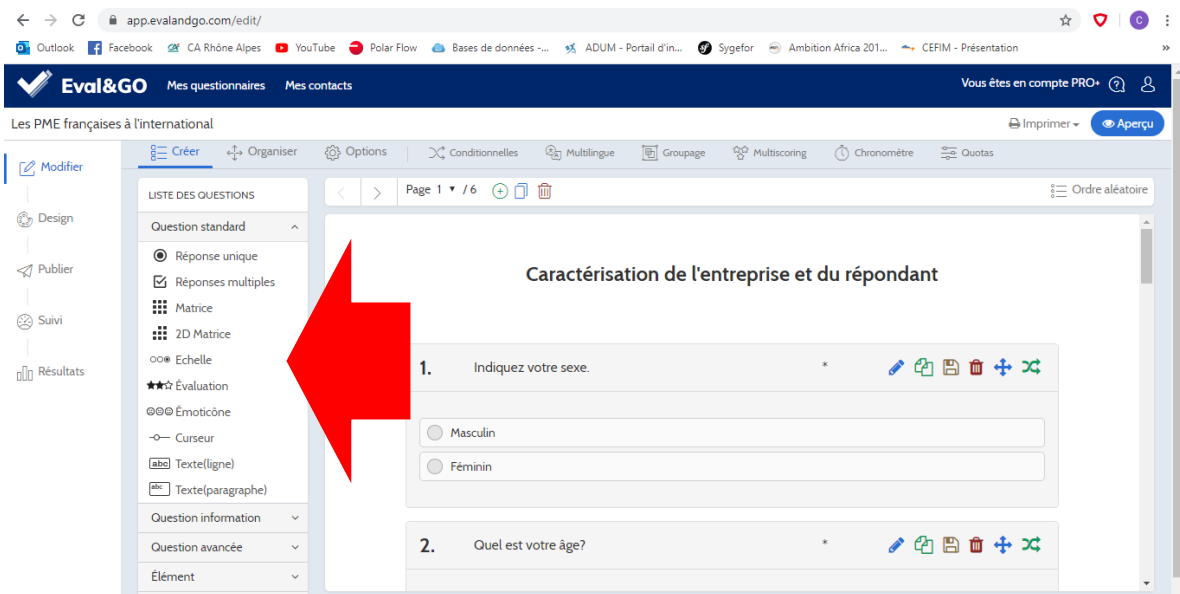 app.evalandgo.com/edit/
C
Outlook Facebook CA Rhône Alpes YouTube Polar Flow Bases de données -... ADUM - Portail d'in... Sygefor Ambition Africa 201... CEFIM - Présentation »
Eval&GO Mes questionnaires Mes contacts Vous êtes en compte PRO+
Les PME françaises à l'international Imprimer Aperçu
Modifier Créer Organiser Options Conditionnelles Multilingue Groupage Multiscoring Chronomètre Quotas
LISTE DES QUESTIONS Page 1 / 6 Ordre aléatoire
Design Question standard
Réponse unique
Publier Caractérisation de l'entreprise et du répondant
Réponses multiples
Matrice
Suivi 2D Matrice
Echelle
Résultats 1. Indiquez votre sexe. *
Évaluation
Émoticône
Curseur Masculin
abc Texte(ligne) Féminin
abc Texte(paragraphe)
Question information
Question avancée 2. Quel est votre âge? *
Élément